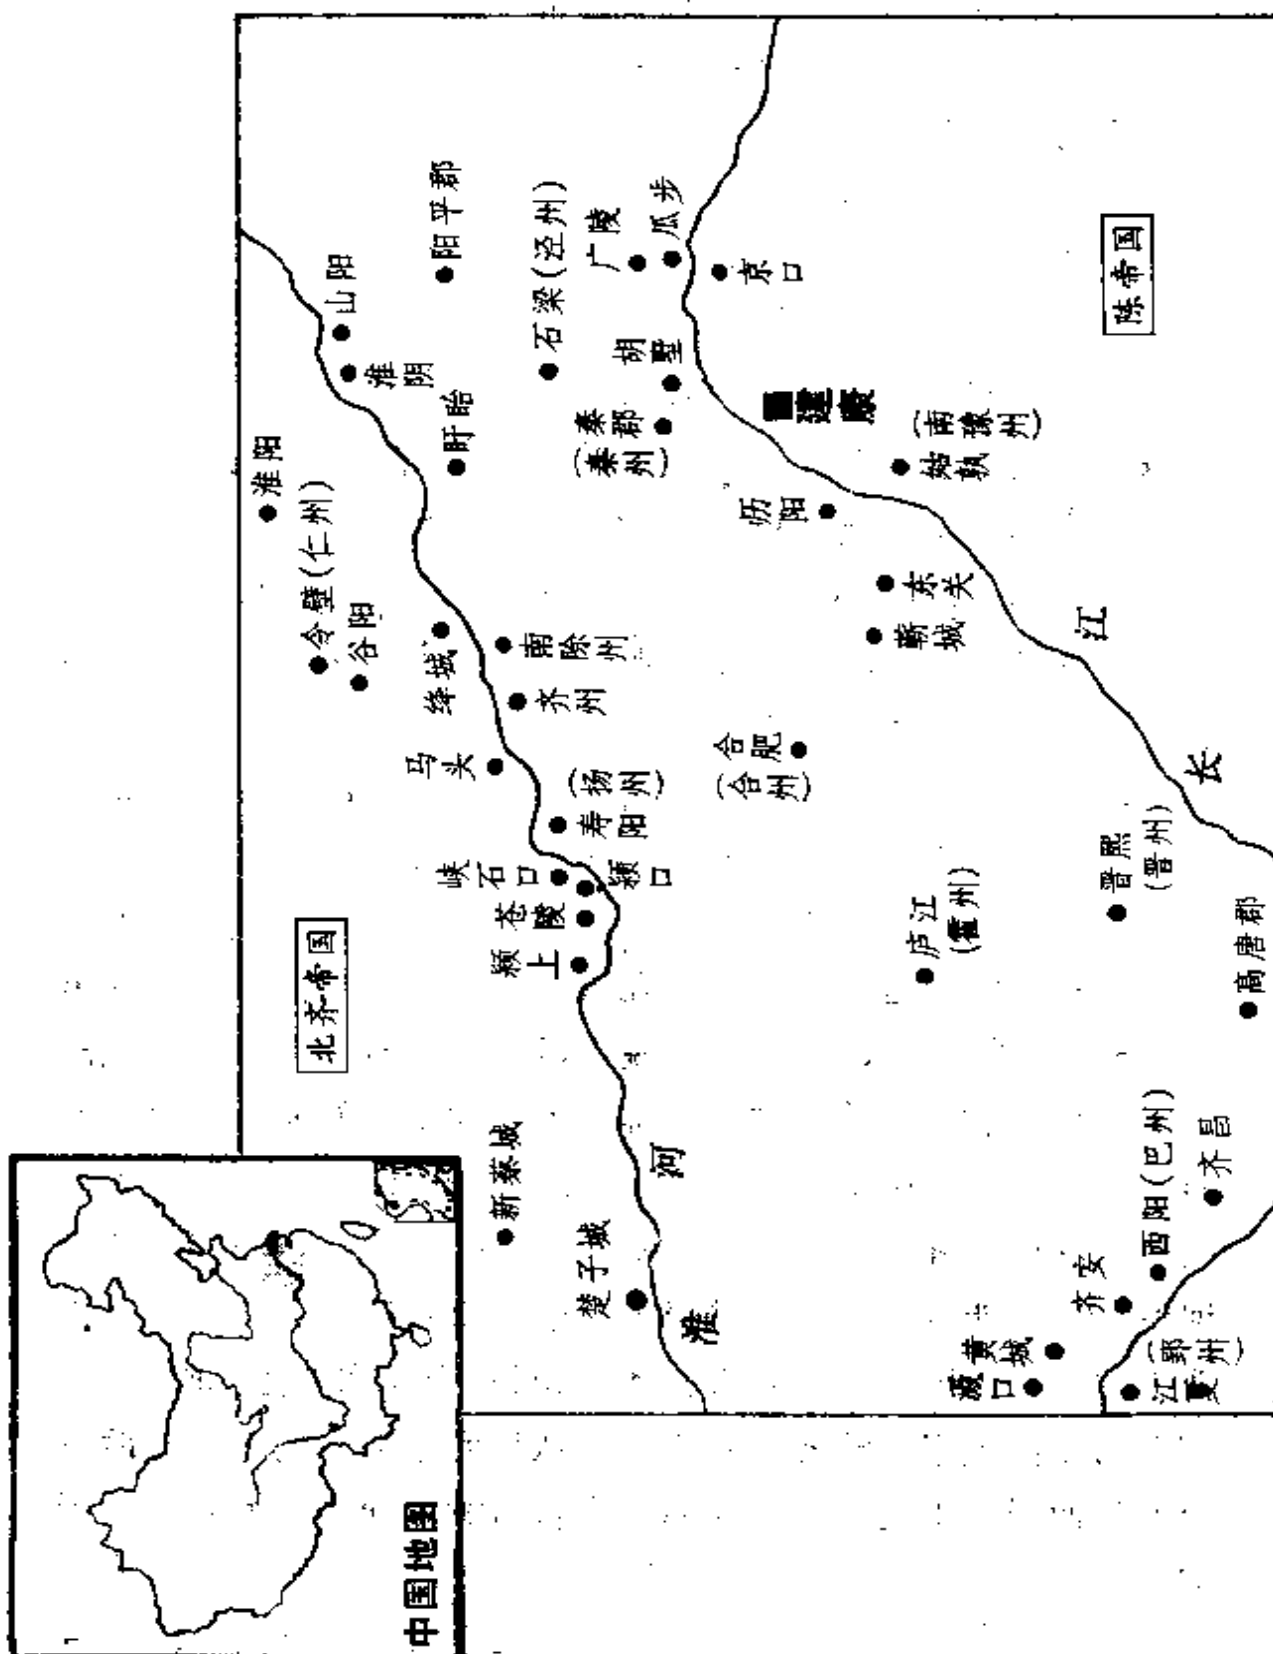 中国地图
北齐帝国
陈帝国
淮河
长江
新蔡城
楚子城
颍上
苍陵
峡石口
颍口
寿阳
(扬州)
马头
齐州
南除州
绛城
谷阳
令璧(仁州)
淮阳
盱眙
淮阴
山阳
阳平郡
石梁(泾州)
广陵
瓜步
京口
胡墅
秦郡
(秦州)
建康
姑孰
(南豫州)
历阳
东关
蕲城
合肥
(合州)
庐江
(霍州)
晋熙
(晋州)
高唐郡
齐昌
西阳(巴州)
齐安
黄城
江夏
(郢州)